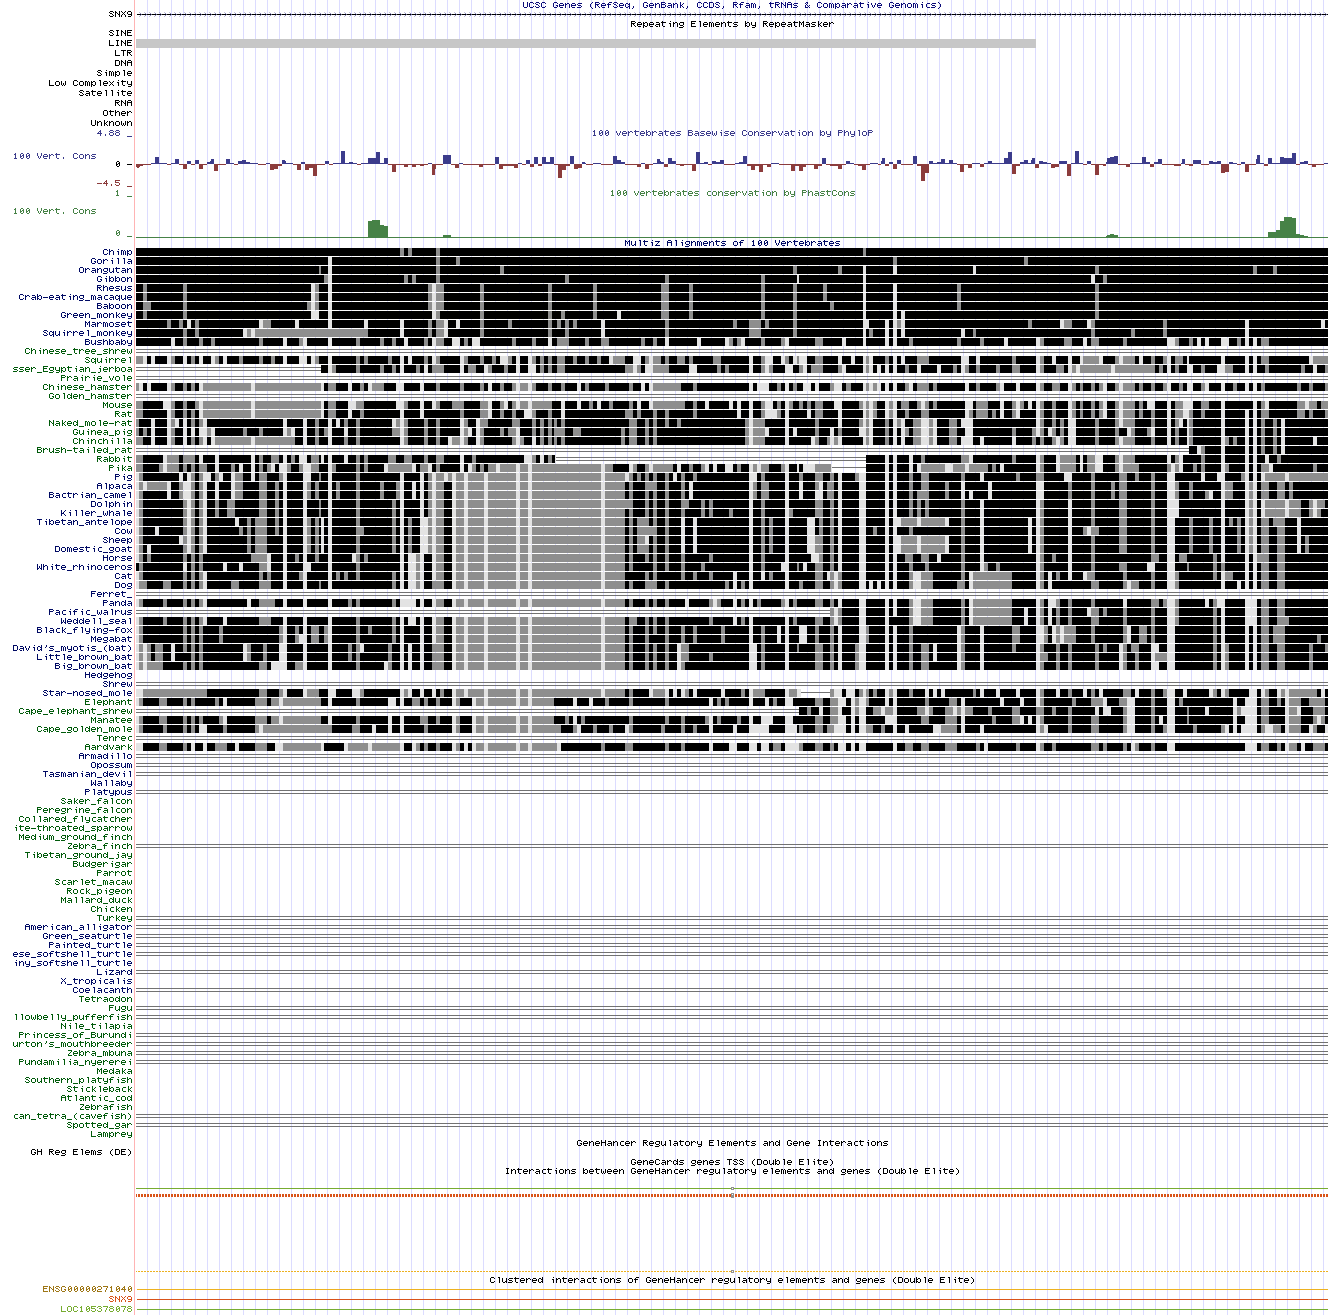 UCSC Genes (RefSeq, GenBank, CCDS, Rfam, tRNAs & Comparative Genomics)
SNX9
Repeating Elements by RepeatMasker
SINE
LINE
LTR
DNA
Simple
Low Complexity
Satellite
RNA
Other
Unknown
4.88 _
100 vertebrates Basewise Conservation by PhyloP
100 Vert. Cons
0 -
-4.5 _
100 vertebrates conservation by PhastCons
1 _
100 Vert. Cons
0 _
Multiz Alignments of 100 Vertebrates
Chimp
Gorilla
Orangutan
Gibbon
Rhesus
Crab-eating_macaque
Baboon
Green_monkey
Marmoset
Squirrel_monkey
Bushbaby
Chinese_tree_shrew
Squirrel
sser_Egyptian_jerboa
Prairie_vole
Chinese_hamster
Golden_hamster
Mouse
Rat
Naked_mole-rat
Guinea_pig
Chinchilla
Brush-tailed_rat
Rabbit
Pika
Pig
Alpaca
Bactrian_camel
Dolphin
Killer_whale
Tibetan_antelope
Cow
Sheep
Domestic_goat
Horse
White_rhinoceros
Cat
Dog
Ferret_
Panda
Pacific_walrus
Weddell_seal
Black_flying-fox
Megabat
David's_myotis_(bat)
Little_brown_bat
Big_brown_bat
Hedgehog
Shrew
Star-nosed_mole
Elephant
Cape_elephant_shrew
Manatee
Cape_golden_mole
Tenrec
Aardvark
Armadillo
Opossum
Tasmanian_devil
Wallaby
Platypus
Saker_falcon
Peregrine_falcon
Collared_flycatcher
ite-throated_sparrow
Medium_ground_finch
Zebra_finch
Tibetan_ground_jay
Budgerigar
Parrot
Scarlet_macaw
Rock_pigeon
Mallard_duck
Chicken
Turkey
American_alligator
Green_seaturtle
Painted_turtle
ese_softshell_turtle
iny_softshell_turtle
Lizard
X_tropicalis
Coelacanth
Tetraodon
Fugu
llowbelly_pufferfish
Nile_tilapia
Princess_of_Burundi
urton's_mouthbreeder
Zebra_mbuna
Pundamilia_nyererei
Medaka
Southern_platyfish
Stickleback
Atlantic_cod
Zebrafish
can_tetra_(cavefish)
Spotted_gar
Lamprey
GeneHancer Regulatory Elements and Gene Interactions
GH Reg Elems (DE)
GeneCards genes TSS (Double Elite)
Interactions between GeneHancer regulatory elements and genes (Double Elite)
Clustered interactions of GeneHancer regulatory elements and genes (Double Elite)
ENSG00000271040
SNX9
LOC105378078